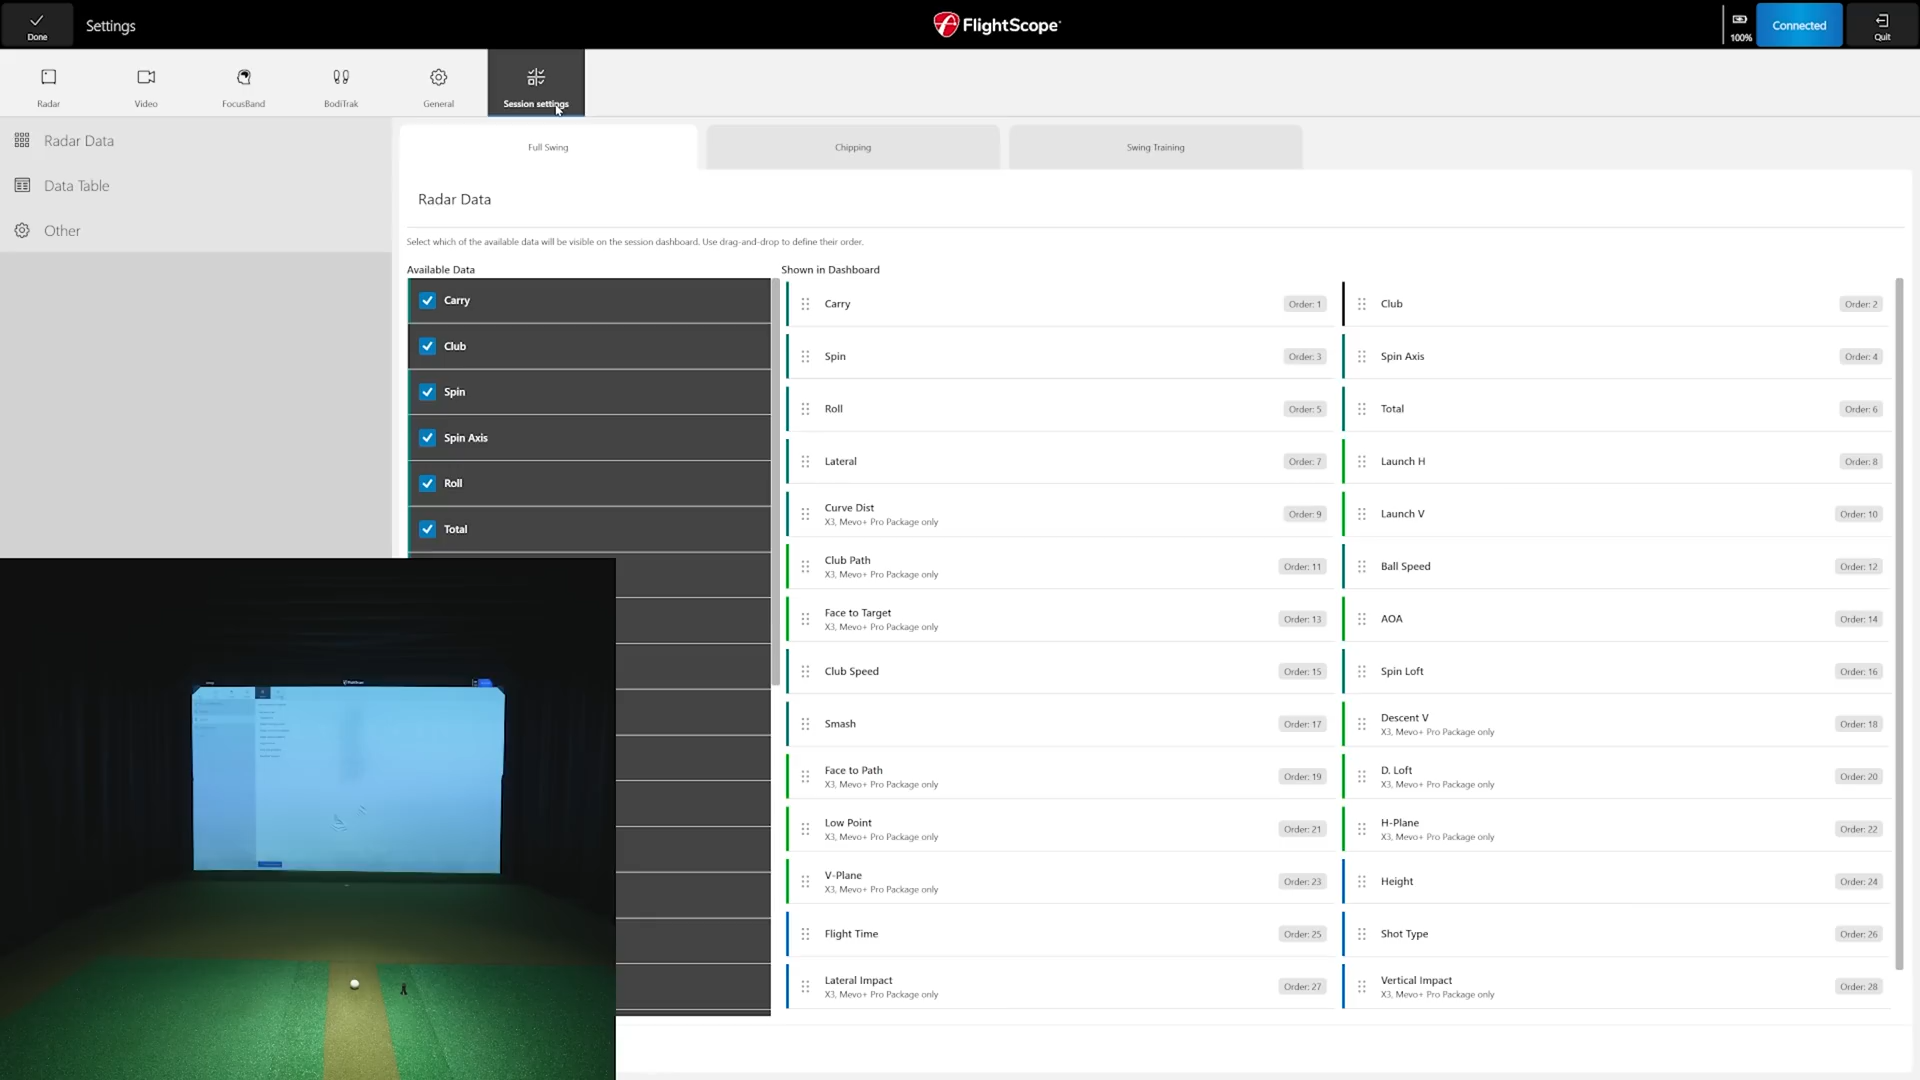 Done
Settings
FlightScope
100%
Connected
Quit
Radar
Video
FocusBand
BodiTrak
General
Session settings
Radar Data
Data Table
Other
Full Swing
Chipping
Swing Training
Radar Data
Select which of the available data will be visible on the session dashboard. Use drag-and-drop to define their order.
Available Data
Carry
Club
Spin
Spin Axis
Roll
Total
Shown in Dashboard
Carry Order: 1
Club Order: 2
Spin Order: 3
Spin Axis Order: 4
Roll Order: 5
Total Order: 6
Lateral Order: 7
Launch H Order: 8
Curve Dist Order: 9
X3, Mevo+ Pro Package only
Launch V Order: 10
Club Path Order: 11
X3, Mevo+ Pro Package only
Ball Speed Order: 12
Face to Target Order: 13
X3, Mevo+ Pro Package only
AOA Order: 14
Club Speed Order: 15
Spin Loft Order: 16
Smash Order: 17
Descent V Order: 18
X3, Mevo+ Pro Package only
Face to Path Order: 19
X3, Mevo+ Pro Package only
D. Loft Order: 20
X3, Mevo+ Pro Package only
Low Point Order: 21
X3, Mevo+ Pro Package only
H-Plane Order: 22
X3, Mevo+ Pro Package only
V-Plane Order: 23
X3, Mevo+ Pro Package only
Height Order: 24
Flight Time Order: 25
Shot Type Order: 26
Lateral Impact Order: 27
X3, Mevo+ Pro Package only
Vertical Impact Order: 28
X3, Mevo+ Pro Package only